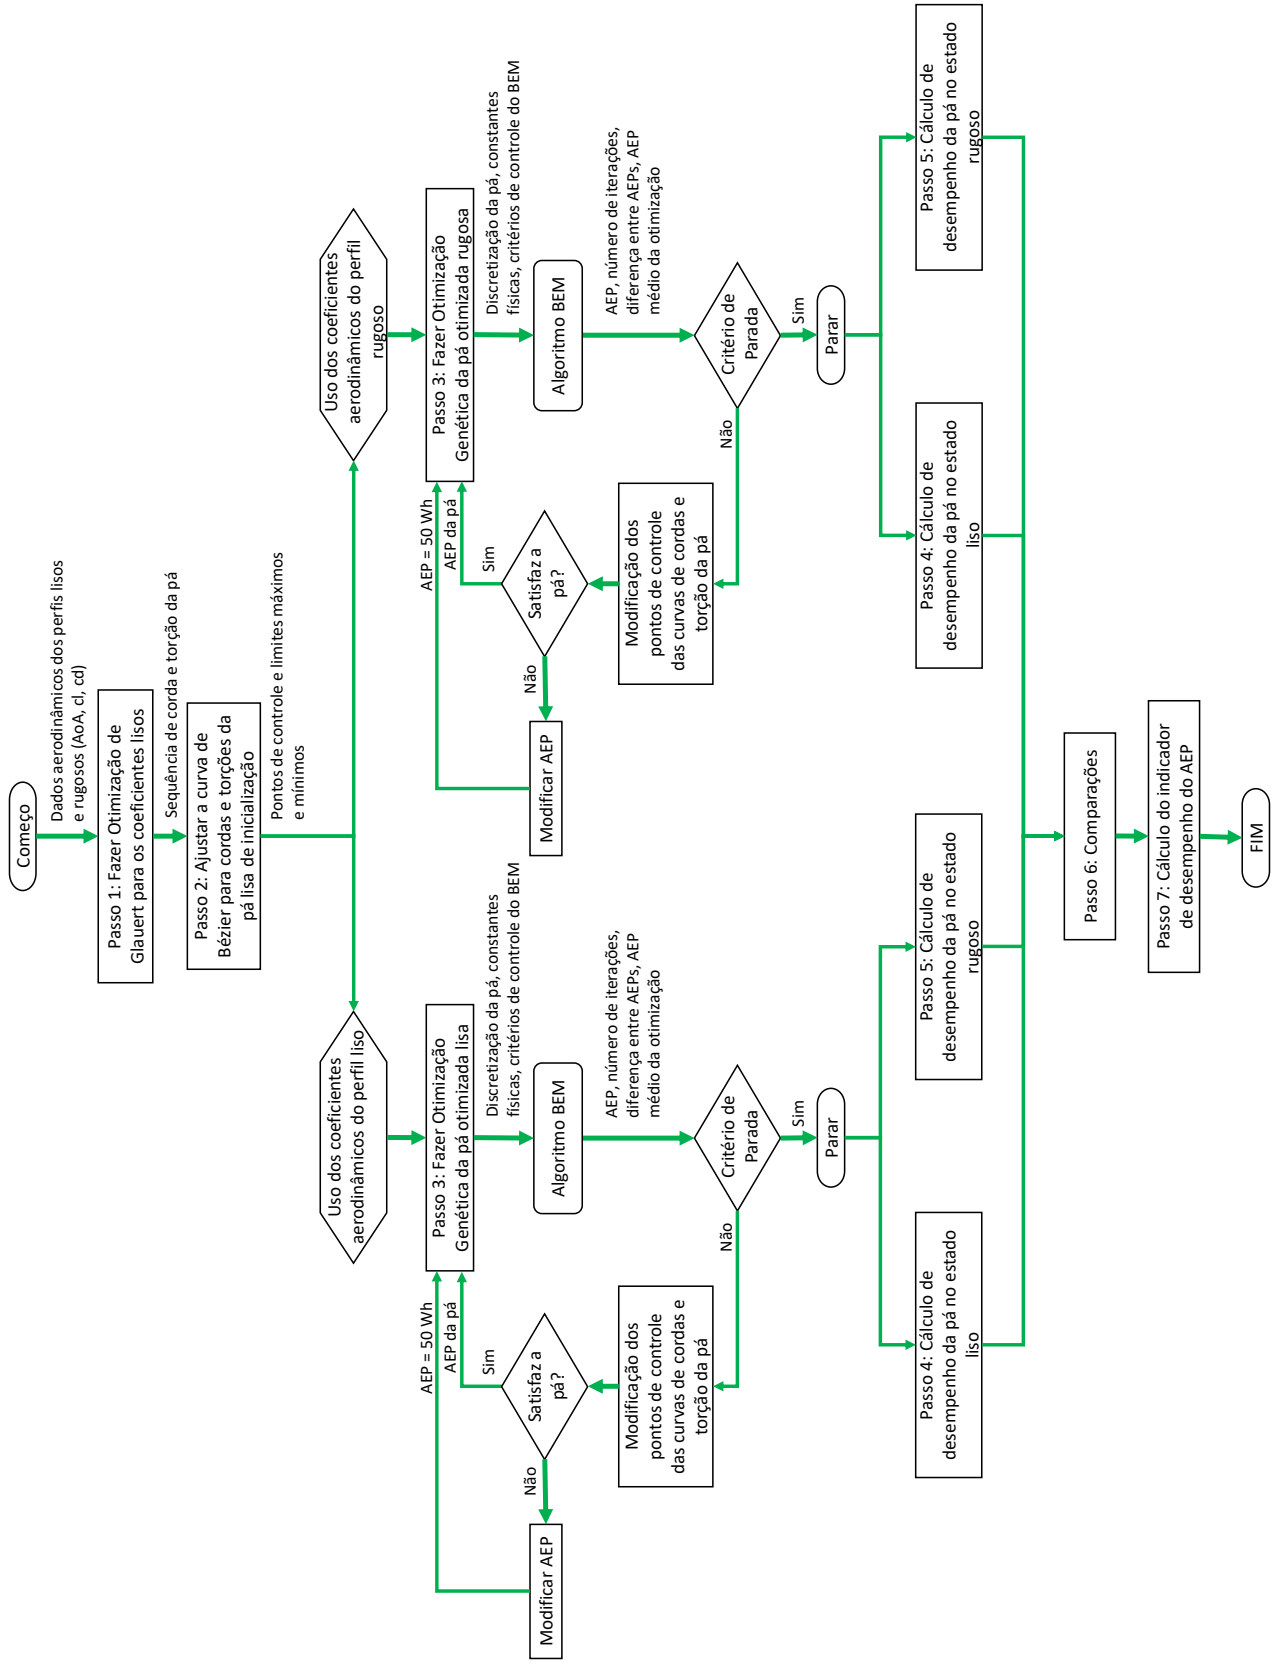 Começo
Dados aerodinâmicos dos perfis lisos
e rugosos (AoA, cl, cd)
Passo 1: Fazer Otimização de
Glauert para os coeficientes lisos
Sequência de corda e torção da pá
Passo 2: Ajustar a curva de
Bézier para cordas e torções da
pá lisa de inicialização
Pontos de controle e limites máximos
e mínimos
Uso dos coeficientes
aerodinâmicos do perfil liso
Passo 3: Fazer Otimização
Genética da pá otimizada lisa
Discretização da pá, constantes
físicas, critérios de controle do BEM
Algoritmo BEM
AEP, número de iterações,
diferença entre AEPs, AEP
médio da otimização
Critério de
Parada
Sim
Parar
Não
Modificação dos
pontos de controle
das curvas de cordas e
torção da pá
Satisfaz a
pá?
Sim
AEP da pá
Não
Modificar AEP
AEP = 50 Wh
Passo 4: Cálculo de
desempenho da pá no estado
liso
Passo 5: Cálculo de
desempenho da pá no estado
rugoso
Uso dos coeficientes
aerodinâmicos do perfil
rugoso
Passo 3: Fazer Otimização
Genética da pá otimizada rugosa
Discretização da pá, constantes
físicas, critérios de controle do BEM
Algoritmo BEM
AEP, número de iterações,
diferença entre AEPs, AEP
médio da otimização
Critério de
Parada
Sim
Parar
Não
Modificação dos
pontos de controle
das curvas de cordas e
torção da pá
Satisfaz a
pá?
Sim
AEP da pá
Não
Modificar AEP
AEP = 50 Wh
Passo 4: Cálculo de
desempenho da pá no estado
liso
Passo 5: Cálculo de
desempenho da pá no estado
rugoso
Passo 6: Comparações
Passo 7: Cálculo do indicador
de desempenho do AEP
FIM